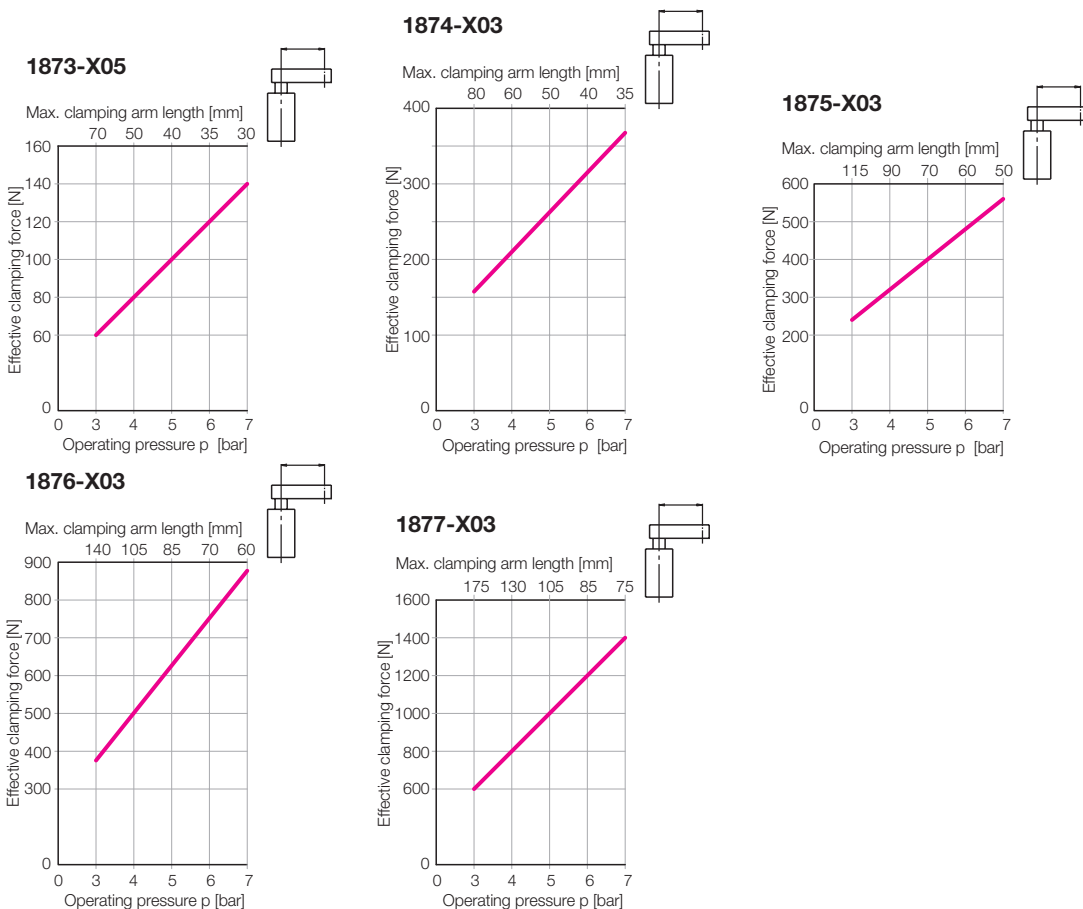 1873-X05
Max. clamping arm length [mm]
70 50 40 35 30
160
140
120
100
80
60
0
Effective clamping force [N]
0 3 4 5 6 7
Operating pressure p [bar]
1874-X03
Max. clamping arm length [mm]
80 60 50 40 35
400
300
200
100
0
Effective clamping force [N]
0 3 4 5 6 7
Operating pressure p [bar]
1875-X03
Max. clamping arm length [mm]
115 90 70 60 50
600
500
400
300
200
0
Effective clamping force [N]
0 3 4 5 6 7
Operating pressure p [bar]
1876-X03
Max. clamping arm length [mm]
140 105 85 70 60
900
800
700
600
500
400
300
0
Effective clamping force [N]
0 3 4 5 6 7
Operating pressure p [bar]
1877-X03
Max. clamping arm length [mm]
175 130 105 85 75
1600
1400
1200
1000
800
600
0
Effective clamping force [N]
0 3 4 5 6 7
Operating pressure p [bar]